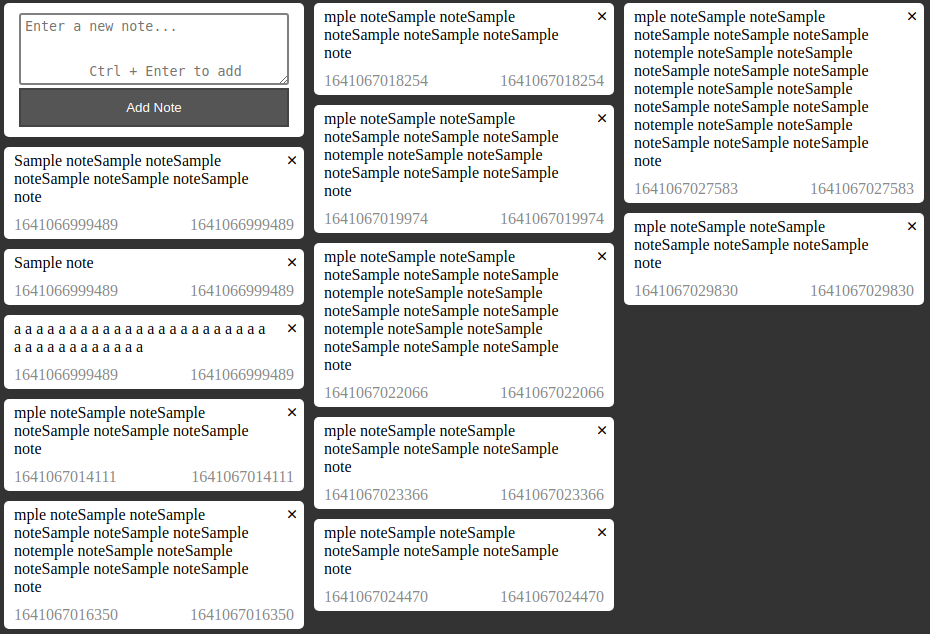 Enter a new note...
Ctrl + Enter to add
Add Note
Sample noteSample noteSample ×
noteSample noteSample noteSample
note
1641066999489 1641066999489
Sample note ×
1641066999489 1641066999489
a a a a a a a a a a a a a a a a a a a a a a a ×
a a a a a a a a a a a a
1641066999489 1641066999489
mple noteSample noteSample ×
noteSample noteSample noteSample
note
1641067014111 1641067014111
mple noteSample noteSample ×
noteSample noteSample noteSample
notemple noteSample noteSample
noteSample noteSample noteSample
note
1641067016350 1641067016350
mple noteSample noteSample ×
noteSample noteSample noteSample
note
1641067018254 1641067018254
mple noteSample noteSample ×
noteSample noteSample noteSample
notemple noteSample noteSample
noteSample noteSample noteSample
note
1641067019974 1641067019974
mple noteSample noteSample ×
noteSample noteSample noteSample
notemple noteSample noteSample
noteSample noteSample noteSample
notemple noteSample noteSample
noteSample noteSample noteSample
note
1641067022066 1641067022066
mple noteSample noteSample ×
noteSample noteSample noteSample
note
1641067023366 1641067023366
mple noteSample noteSample ×
noteSample noteSample noteSample
note
1641067024470 1641067024470
mple noteSample noteSample ×
noteSample noteSample noteSample
notemple noteSample noteSample
noteSample noteSample noteSample
notemple noteSample noteSample
noteSample noteSample noteSample
notemple noteSample noteSample
noteSample noteSample noteSample
note
1641067027583 1641067027583
mple noteSample noteSample ×
noteSample noteSample noteSample
note
1641067029830 1641067029830